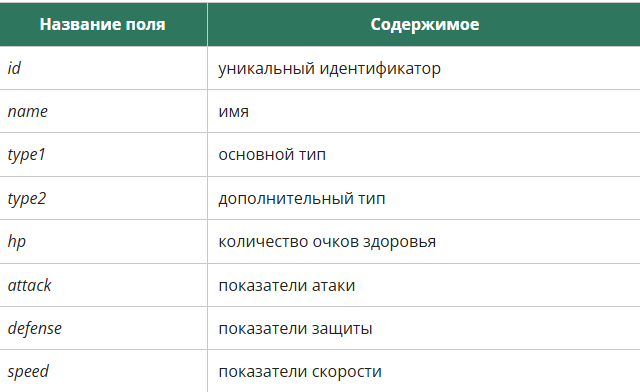 Название поля Содержимое
id уникальный идентификатор
name имя
type1 основной тип
type2 дополнительный тип
hp количество очков здоровья
attack показатели атаки
defense показатели защиты
speed показатели скорости